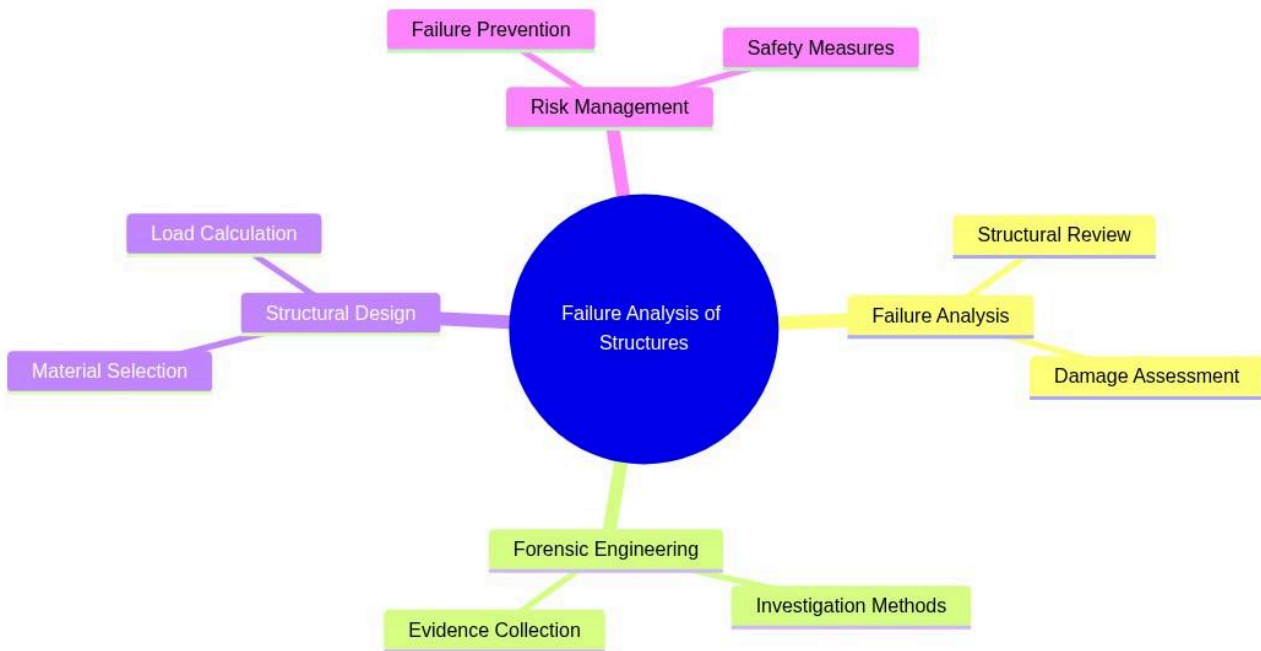 Failure Prevention
Safety Measures
Risk Management
Load Calculation
Structural Review
Structural Design
Failure Analysis of
Structures
Failure Analysis
Material Selection
Damage Assessment
Forensic Engineering
Investigation Methods
Evidence Collection